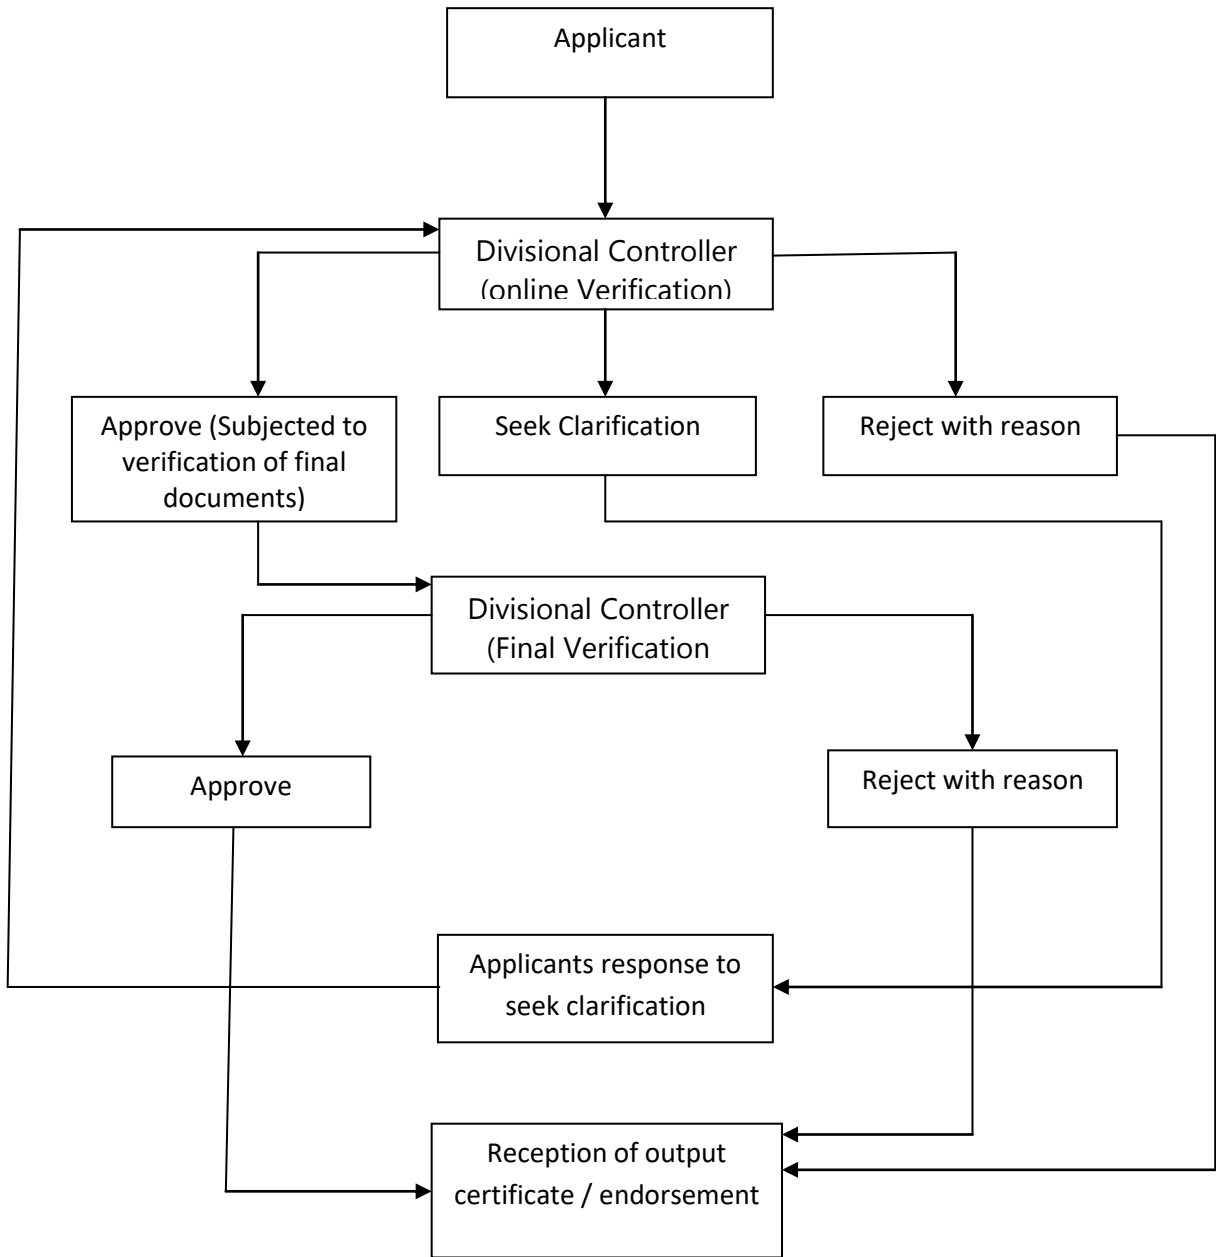 Applicant
Divisional Controller
(online Verification)
Approve (Subjected to
verification of final
documents)
Seek Clarification
Reject with reason
Divisional Controller
(Final Verification
Approve
Reject with reason
Applicants response to
seek clarification
Reception of output
certificate / endorsement